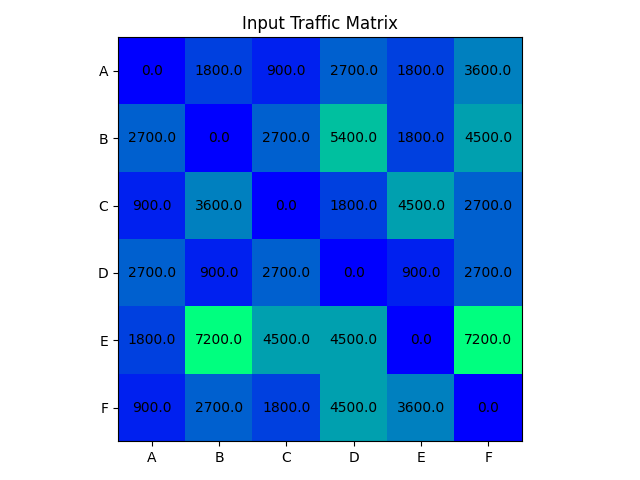 Input Traffic Matrix
A 0.0 1800.0 900.0 2700.0 1800.0 3600.0
B 2700.0 0.0 2700.0 5400.0 1800.0 4500.0
C 900.0 3600.0 0.0 1800.0 4500.0 2700.0
D 2700.0 900.0 2700.0 0.0 900.0 2700.0
E 1800.0 7200.0 4500.0 4500.0 0.0 7200.0
F 900.0 2700.0 1800.0 4500.0 3600.0 0.0
A B C D E F